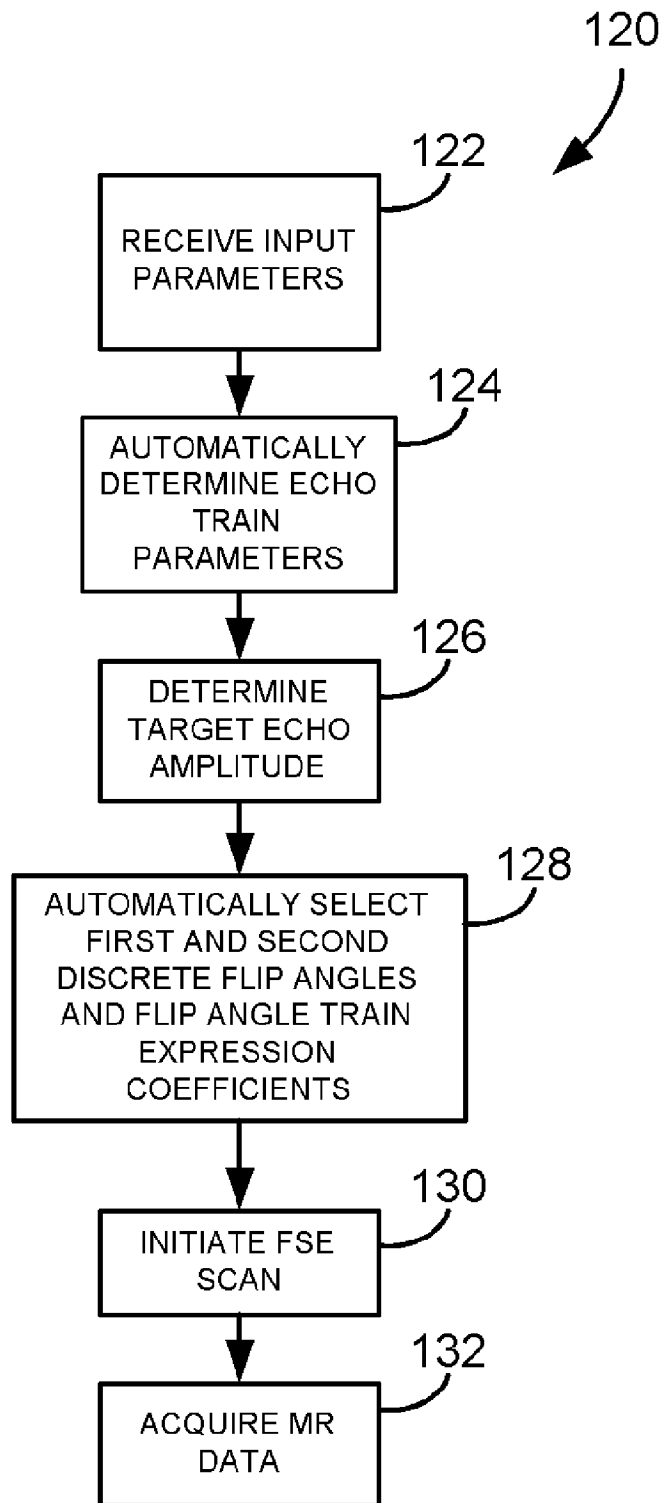 120
122
RECEIVE INPUT
PARAMETERS
124
AUTOMATICALLY
DETERMINE ECHO
TRAIN
PARAMETERS
126
DETERMINE
TARGET ECHO
AMPLITUDE
128
AUTOMATICALLY SELECT
FIRST AND SECOND
DISCRETE FLIP ANGLES
AND FLIP ANGLE TRAIN
EXPRESSION
COEFFICIENTS
130
INITIATE FSE
SCAN
132
ACQUIRE MR
DATA